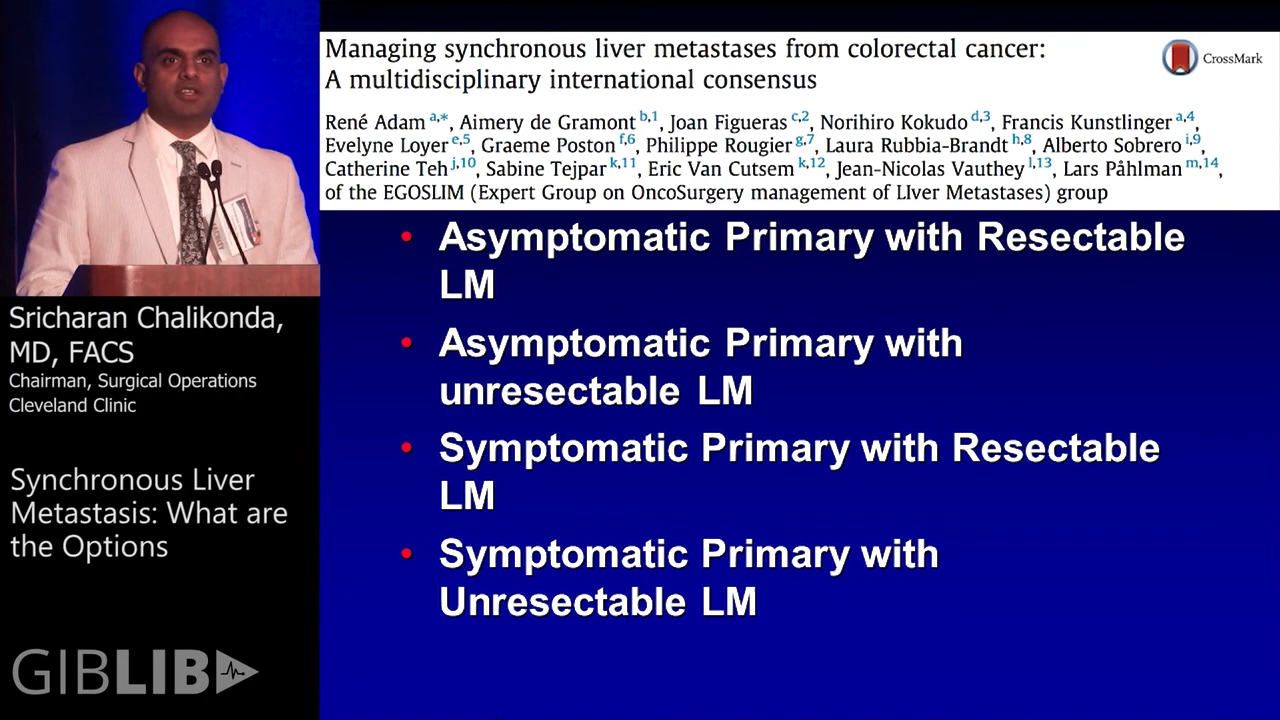 Managing synchronous liver metastases from colorectal cancer:
A multidisciplinary international consensus
CrossMark
René Adam a,*, Aimery de Gramont b,1, Joan Figueras c,2, Norihiro Kokudo d,3, Francis Kunstlinger a,4,
Evelyne Loyer e,5, Graeme Poston f,6, Philippe Rougier g,7, Laura Rubbia-Brandt h,8, Alberto Sobrero i,9,
Catherine Teh j,10, Sabine Tejpar k,11, Eric Van Cutsem k,12, Jean-Nicolas Vauthey l,13, Lars Påhlman m,14,
of the EGOSLIM (Expert Group on OncoSurgery management of LIver Metastases) group
• Asymptomatic Primary with Resectable
LM
• Asymptomatic Primary with
unresectable LM
• Symptomatic Primary with Resectable
LM
• Symptomatic Primary with
Unresectable LM
Sricharan Chalikonda,
MD, FACS
Chairman, Surgical Operations
Cleveland Clinic
Synchronous Liver
Metastasis: What are
the Options
GIBLIB